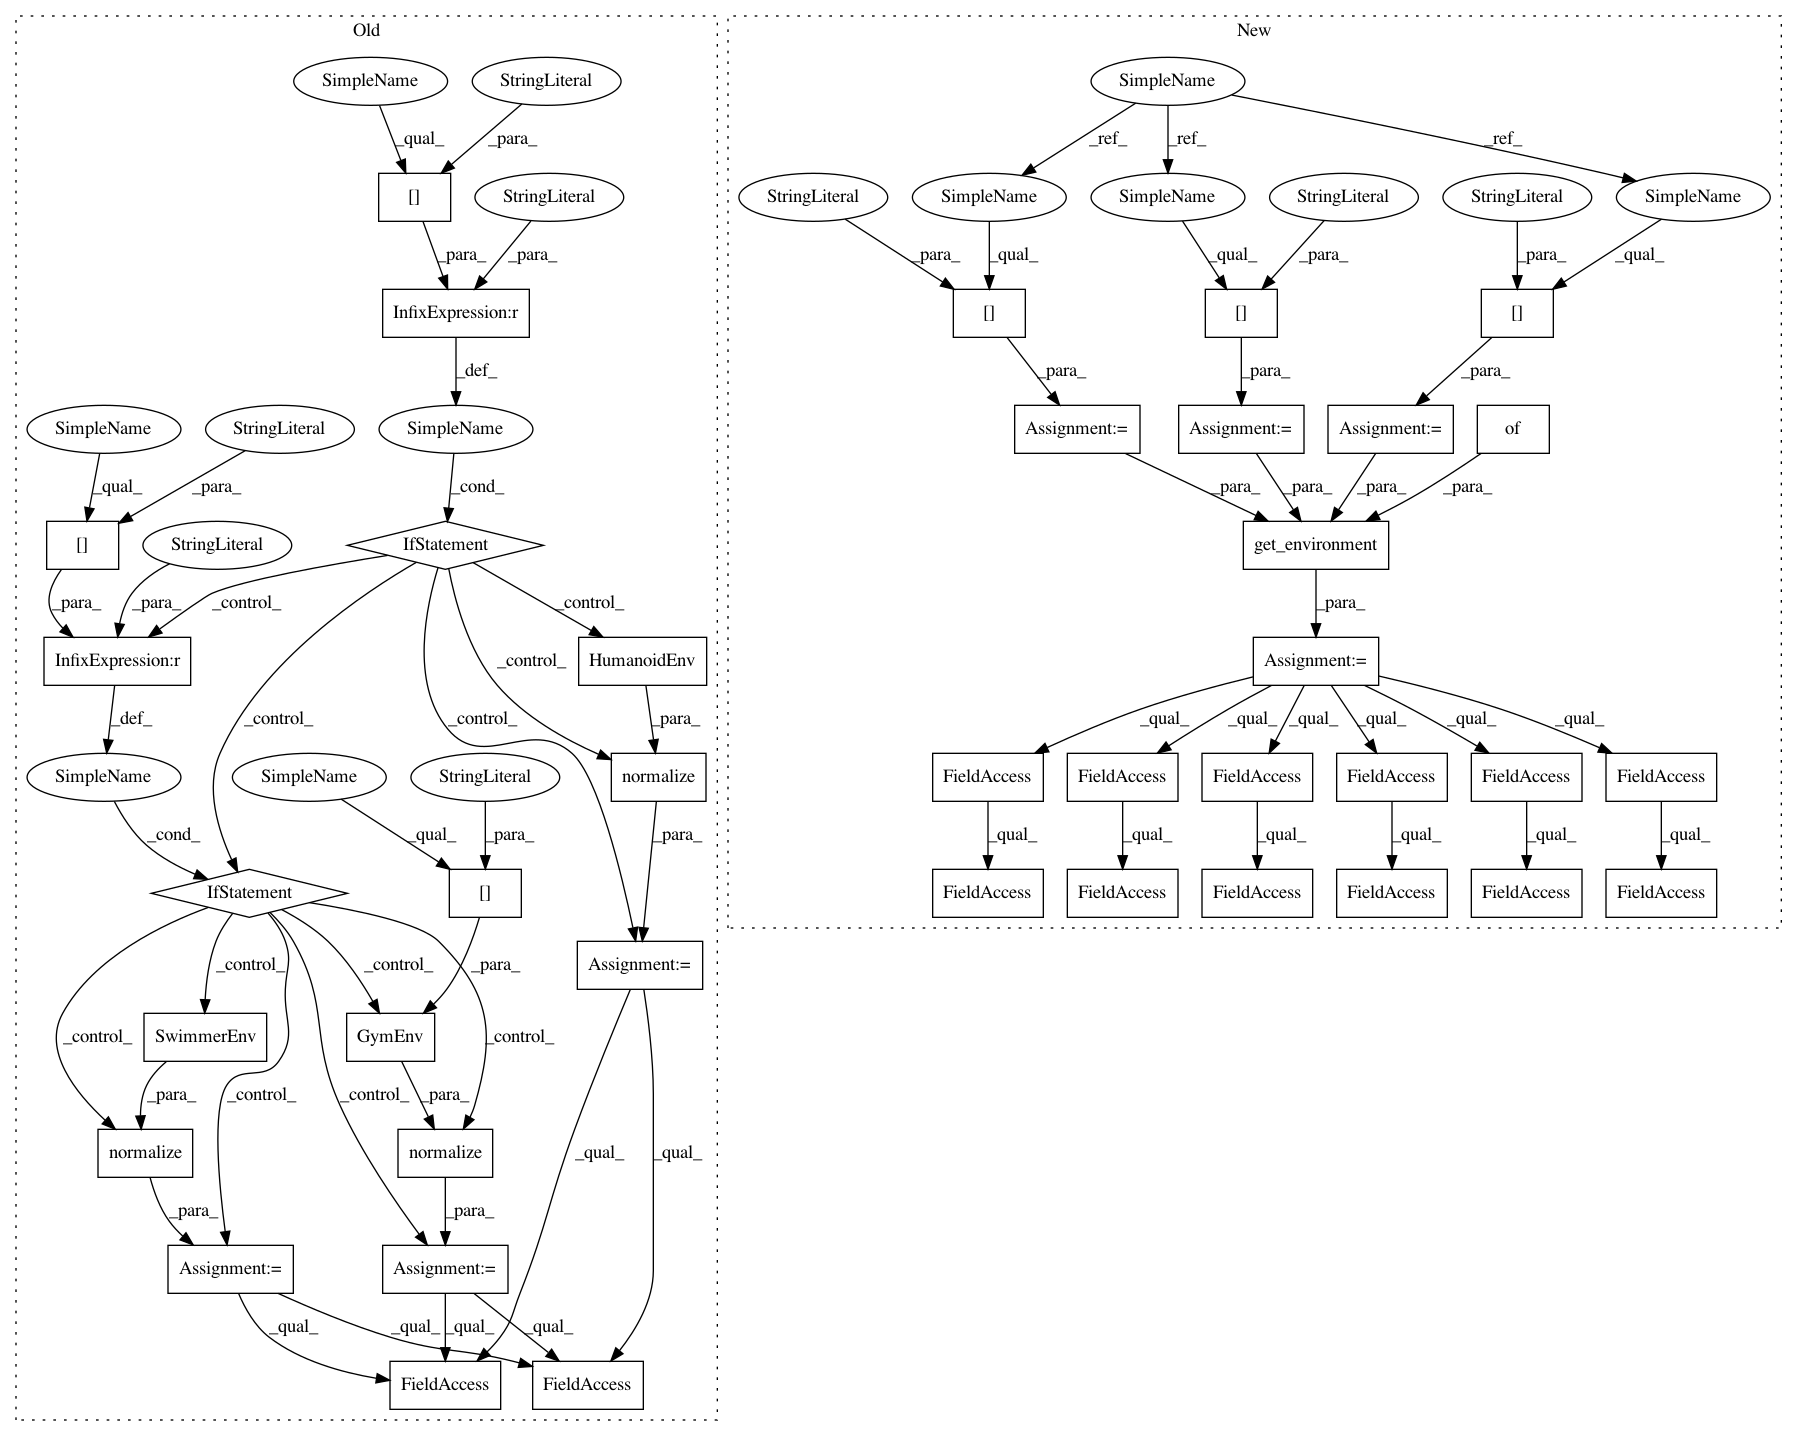 Old
New
SimpleName
StringLiteral
SimpleName
_qual_
_para_
_ref_
_ref_
_ref_
[]
StringLiteral
StringLiteral
SimpleName
SimpleName
StringLiteral
StringLiteral
SimpleName
_para_
_para_
_para_
_qual_
_qual_
_para_
_para_
_qual_
InfixExpression:r
[]
[]
[]
_def_
_para_
_para_
_para_
SimpleName
StringLiteral
SimpleName
Assignment:=
Assignment:=
Assignment:=
of
_qual_
_para_
_cond_
_para_
_para_
_para_
_para_
[]
StringLiteral
IfStatement
get_environment
_para_
_para_
_control_
_control_
_para_
InfixExpression:r
HumanoidEnv
Assignment:=
_control_
_def_
_control_
_control_
_para_
_qual_
_qual_
_qual_
_qual_
_qual_
_qual_
SimpleName
SimpleName
StringLiteral
normalize
FieldAccess
FieldAccess
FieldAccess
FieldAccess
FieldAccess
FieldAccess
_cond_
_qual_
_para_
_para_
_qual_
_qual_
_qual_
_qual_
_qual_
_qual_
IfStatement
[]
FieldAccess
FieldAccess
FieldAccess
FieldAccess
FieldAccess
FieldAccess
_control_
_control_
_para_
Assignment:=
_control_
SwimmerEnv
GymEnv
_control_
_para_
_control_
_control_
_para_
normalize
normalize
_qual_
_qual_
_para_
_para_
Assignment:=
Assignment:=
_qual_
_qual_
_qual_
_qual_
FieldAccess
FieldAccess